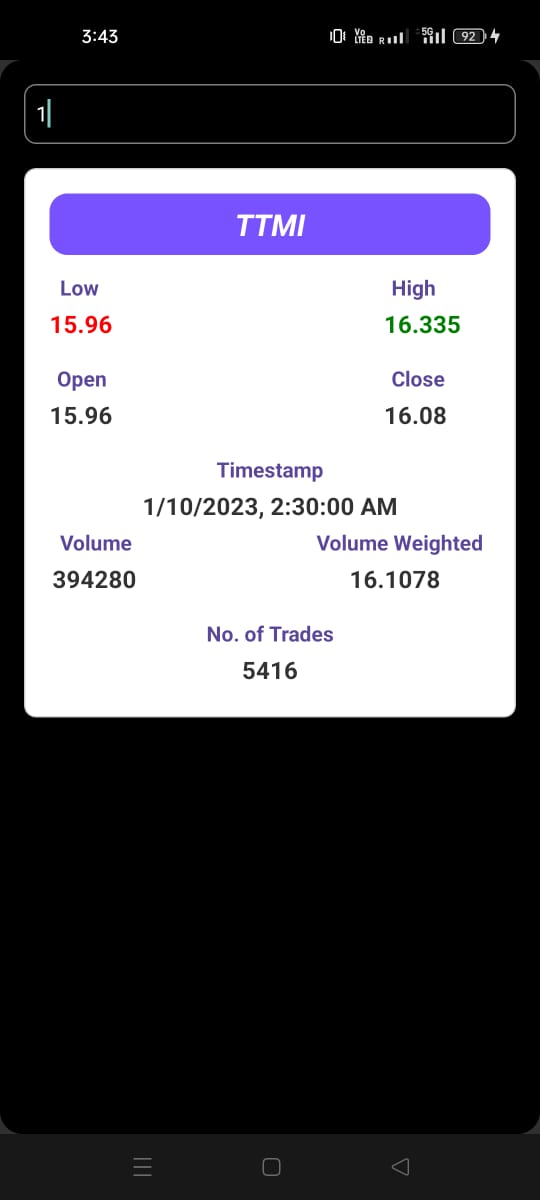 3:43
Vo LTE2 R 5G 92
1
TTMI
Low High
15.96 16.335
Open Close
15.96 16.08
Timestamp
1/10/2023, 2:30:00 AM
Volume Volume Weighted
394280 16.1078
No. of Trades
5416